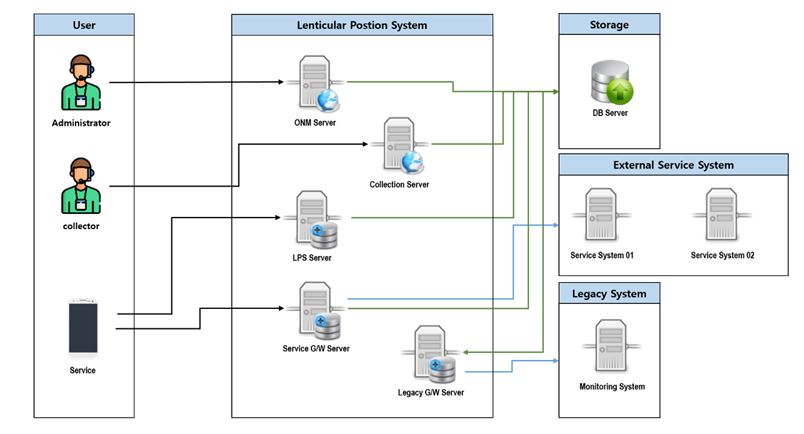 User
Administrator
collector
Service
Lenticular Postion System
ONM Server
Collection Server
LPS Server
Service G/W Server
Legacy G/W Server
Storage
DB Server
External Service System
Service System 01
Service System 02
Legacy System
Monitoring System